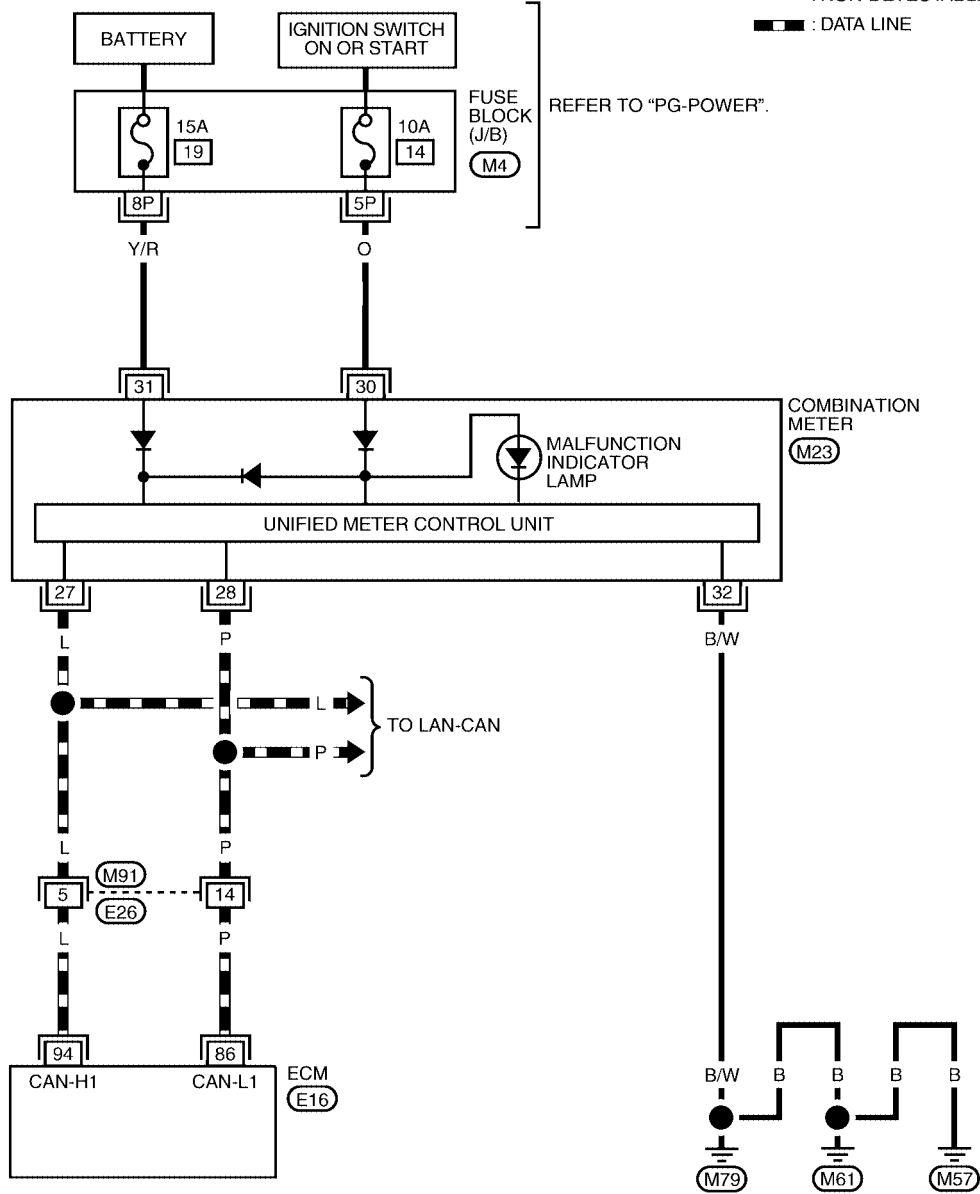 : DATA LINE
BATTERY
IGNITION SWITCH
ON OR START
FUSE
BLOCK
(J/B)
M4
REFER TO “PG-POWER”.
15A
19
10A
14
8P
5P
Y/R
O
31
30
COMBINATION
METER
M23
MALFUNCTION
INDICATOR
LAMP
UNIFIED METER CONTROL UNIT
27
28
32
L
P
B/W
L
P
TO LAN-CAN
L
P
M91
5
14
E26
L
P
94
86
CAN-H1
CAN-L1
ECM
E16
B/W
B
B
B
B
M79
M61
M57